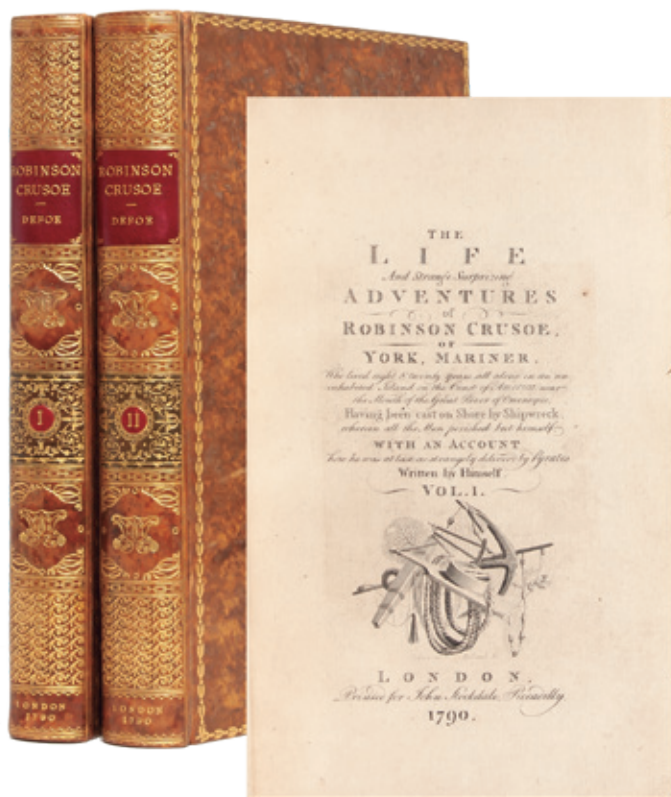 ROBINSON
CRUSOE
DEFOE
I
LONDON
1790
ROBINSON
CRUSOE
DEFOE
II
LONDON
1790
THE
LIFE
And Strange Surprizing
ADVENTURES
of
ROBINSON CRUSOE,
OF
YORK, MARINER.
Who lived eight & twenty Years all alone in an un
inhabited Island on the Coast of America near
the Mouth of the Great River of Oroonoque,
Having been cast on Shore by Shipwreck
wherein all the Men perished but himself
WITH AN ACCOUNT
how he was at last as strangely deliver'd by Pyrates
Written by Himself.
VOL. I.
LONDON.
Printed for John Stockdale, Piccadilly
1790.